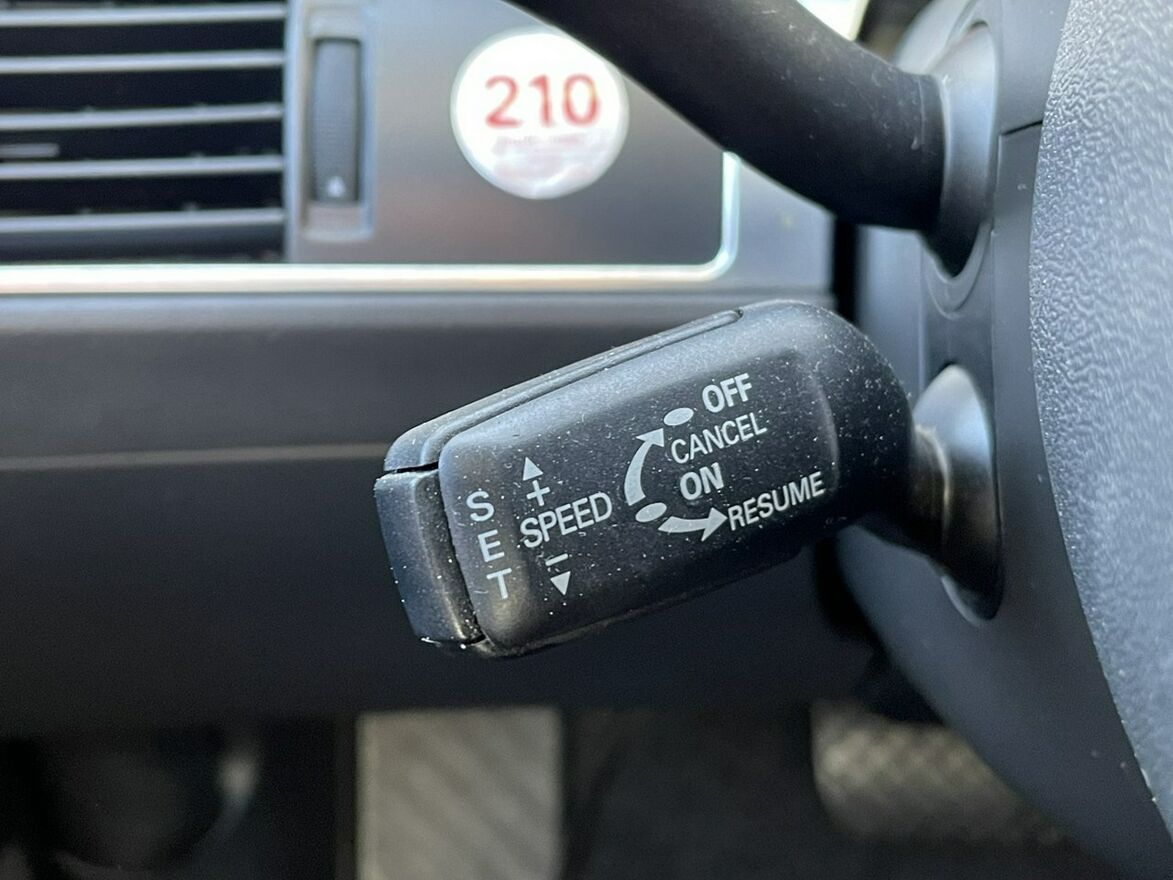 210
OFF
CANCEL
ON
RESUME
+
SPEED
−
SET